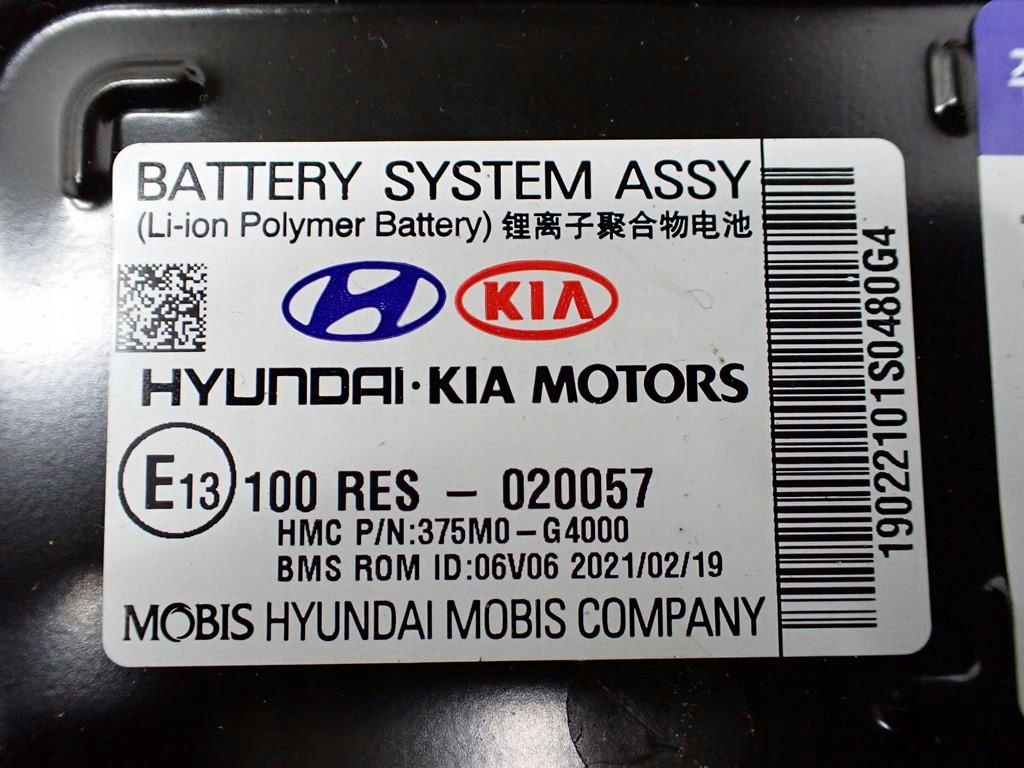 BATTERY SYSTEM ASSY
(Li-ion Polymer Battery) 锂离子聚合物电池
KIA
HYUNDAI·KIA MOTORS
E13 100 RES - 020057
HMC P/N:375M0-G4000
BMS ROM ID:06V06 2021/02/19
MOBIS HYUNDAI MOBIS COMPANY
19022101S0480G4